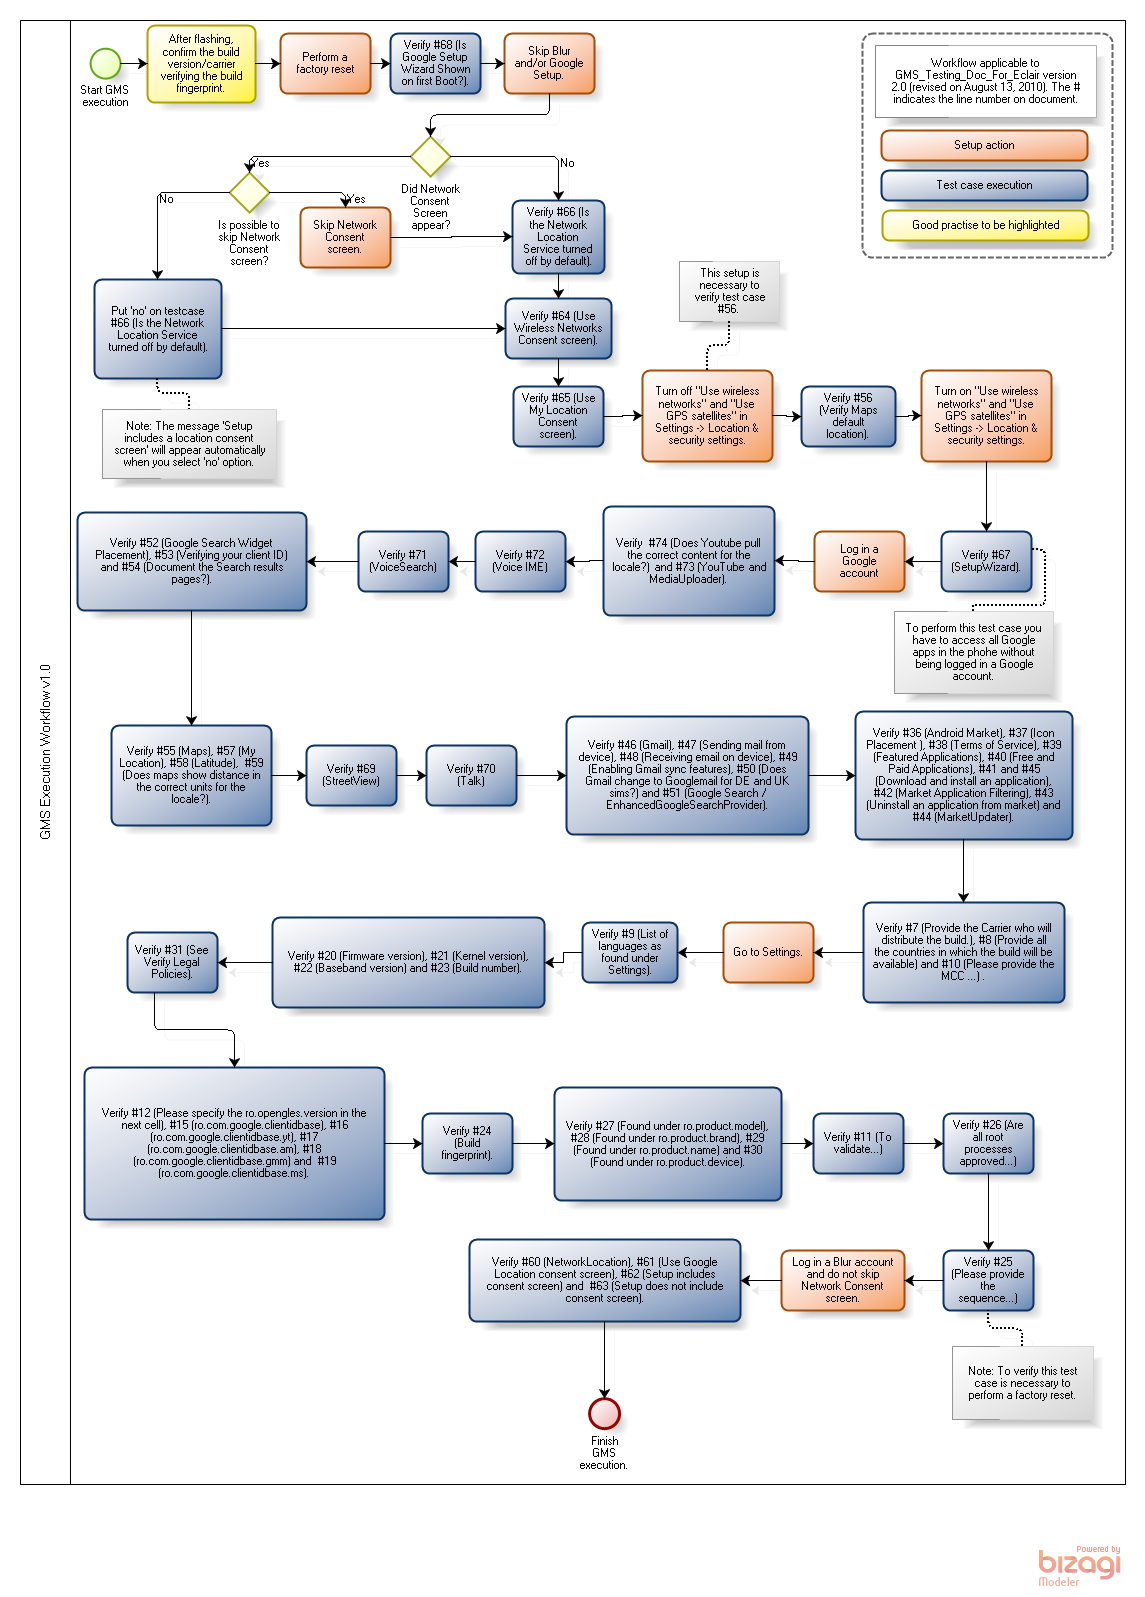 After flashing,
confirm the build
version/carrier
verifying the build
fingerprint.
Perform a
factory reset
Verify #68 (Is
Google Setup
Wizard Shown
on first Boot?).
Skip Blur
and/or Google
Setup.
Start GMS
execution
Workflow applicable to
GMS_Testing_Doc_For_Eclair version
2.0 (revised on August 13, 2010). The #
indicates the line number on document.
Setup action
Test case execution
Good practise to be highlighted
Yes
No
Did Network
Consent
Screen
appear?
No
Yes
Is possible to
skip Network
Consent
screen?
Skip Network
Consent
screen.
Verify #66 (Is
the Network
Location
Service turned
off by default).
Put 'no' on testcase
#66 (Is the Network
Location Service
turned off by default).
Verify #64 (Use
Wireless Networks
Consent screen).
This setup is
necessary to
verify test case
#56.
Note: The message 'Setup
includes a location consent
screen' will appear automatically
when you select 'no' option.
Verify #65 (Use
My Location
Consent
screen).
Turn off "Use wireless
networks" and "Use
GPS satellites" in
Settings -> Location &
security settings.
Verify #56
(Verify Maps
default
location).
Turn on "Use wireless
networks" and "Use
GPS satellites" in
Settings -> Location &
security settings.
Verify #67
(SetupWizard).
Log in a
Google
account
Verify  #74 (Does Youtube pull
the correct content for the
locale?) and #73 (YouTube and
MediaUploader).
Veirfy #72
(Voice IME)
Verify #71
(VoiceSearch)
Verify #52 (Google Search Widget
Placement), #53 (Verifying your client ID)
and #54 (Document the Search results
pages?).
To perform this test case you
have to access all Google
apps in the phohe without
being logged in a Google
account.
GMS Execution Workflow v1.0
Verify #55 (Maps), #57 (My
Location), #58 (Latitude),  #59
(Does maps show distance in
the correct units for the
locale?).
Verify #69
(StreetView)
Verify #70
(Talk)
Veirfy #46 (Gmail), #47 (Sending mail from
device), #48 (Receiving email on device), #49
(Enabling Gmail sync features), #50 (Does
Gmail change to Googlemail for DE and UK
sims?) and #51 (Google Search /
EnhancedGoogleSearchProvider).
Verify #36 (Android Market), #37 (Icon
Placement ), #38 (Terms of Service), #39
(Featured Applications), #40 (Free and
Paid Applications), #41 and #45
(Download and install an application),
#42 (Market Application Filtering), #43
(Uninstall an application from market) and
#44 (MarketUpdater).
Verify #7 (Provide the Carrier who will
distribute the build.), #8 (Provide all
the countries in which the build will be
available) and #10 (Please provide the
MCC ...) .
Go to Settings.
Verify #9 (List of
languages as
found under
Settings).
Verify #20 (Firmware version), #21 (Kernel version),
#22 (Baseband version) and #23 (Build number).
Verify #31 (See
Verify Legal
Policies).
Verify #12 (Please specify the ro.opengles.version in the
next cell), #15 (ro.com.google.clientidbase), #16
(ro.com.google.clientidbase.yt), #17
(ro.com.google.clientidbase.am), #18
(ro.com.google.clientidbase.gmm) and  #19
(ro.com.google.clientidbase.ms).
Verify #24
(Build
fingerprint).
Verify #27 (Found under ro.product.model),
#28 (Found under ro.product.brand), #29
(Found under ro.product.name) and #30
(Found under ro.product.device).
Verify #11 (To
validate...)
Verify #26 (Are
all root
processes
approved...)
Verify #25
(Please provide
the
sequence...)
Log in a Blur account
and do not skip
Network Consent
screen.
Verify #60 (NetworkLocation), #61 (Use Google
Location consent screen), #62 (Setup includes
consent screen) and  #63 (Setup does not include
consent screen).
Note: To verify this test
case is necessary to
perform a factory reset.
Finish
GMS
execution.
Powered by
bizagi
Modeler